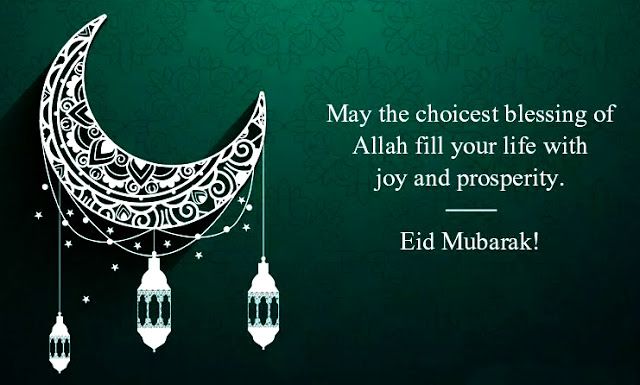 May the choicest blessing of
Allah fill your life with
joy and prosperity.
Eid Mubarak!